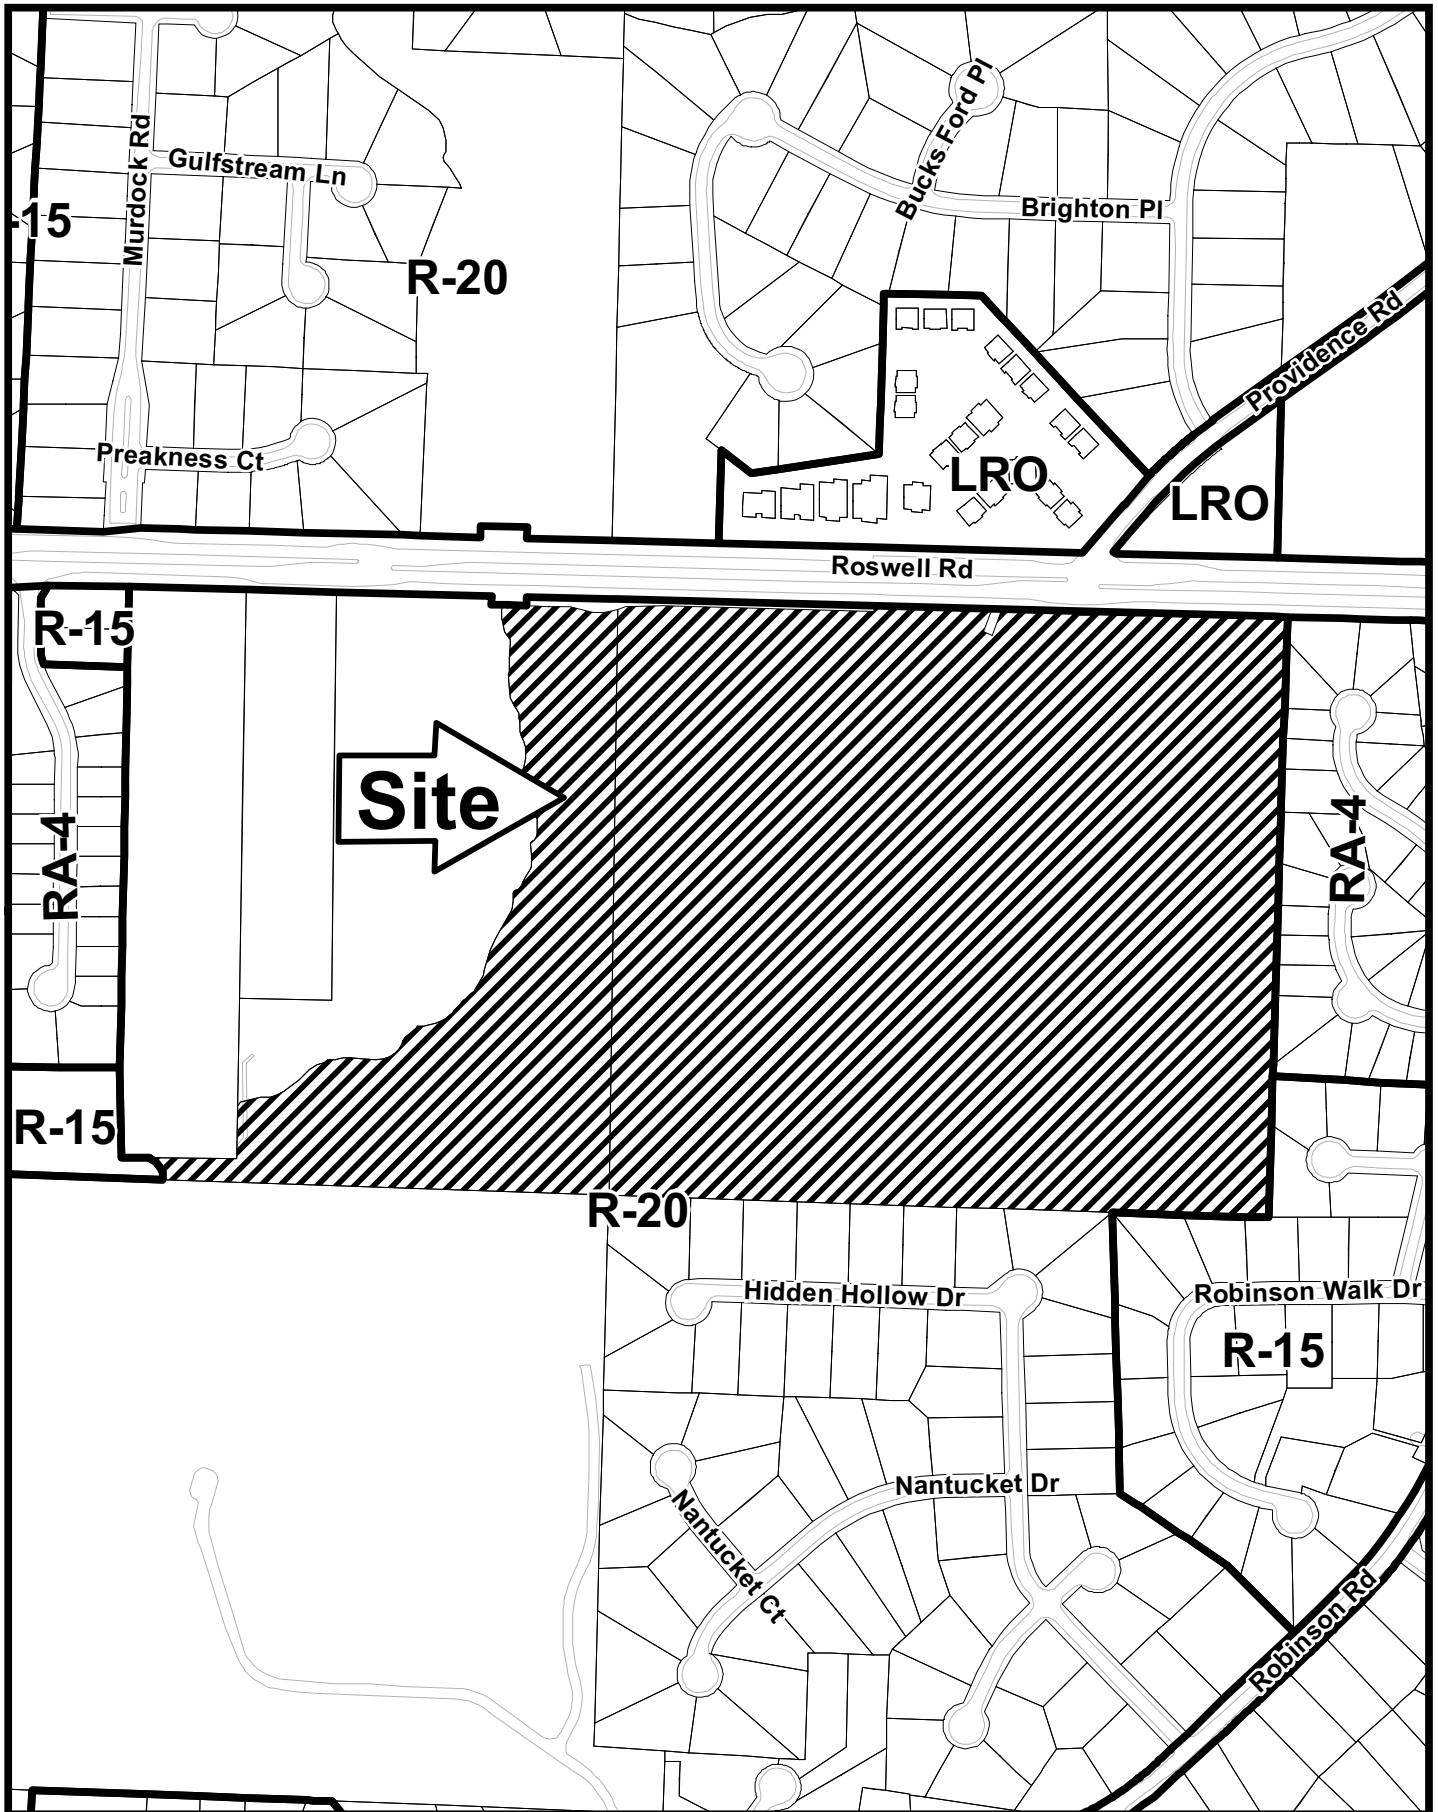 Murdock Rd
Gulfstream Ln
Bucks Ford Pl
Brighton Pl
-15
R-20
Providence Rd
Preakness Ct
LRO
LRO
Roswell Rd
R-15
Site
RA-4
RA-4
R-15
R-20
Hidden Hollow Dr
Robinson Walk Dr
R-15
Nantucket Dr
Nantucket Ct
Robinson Rd